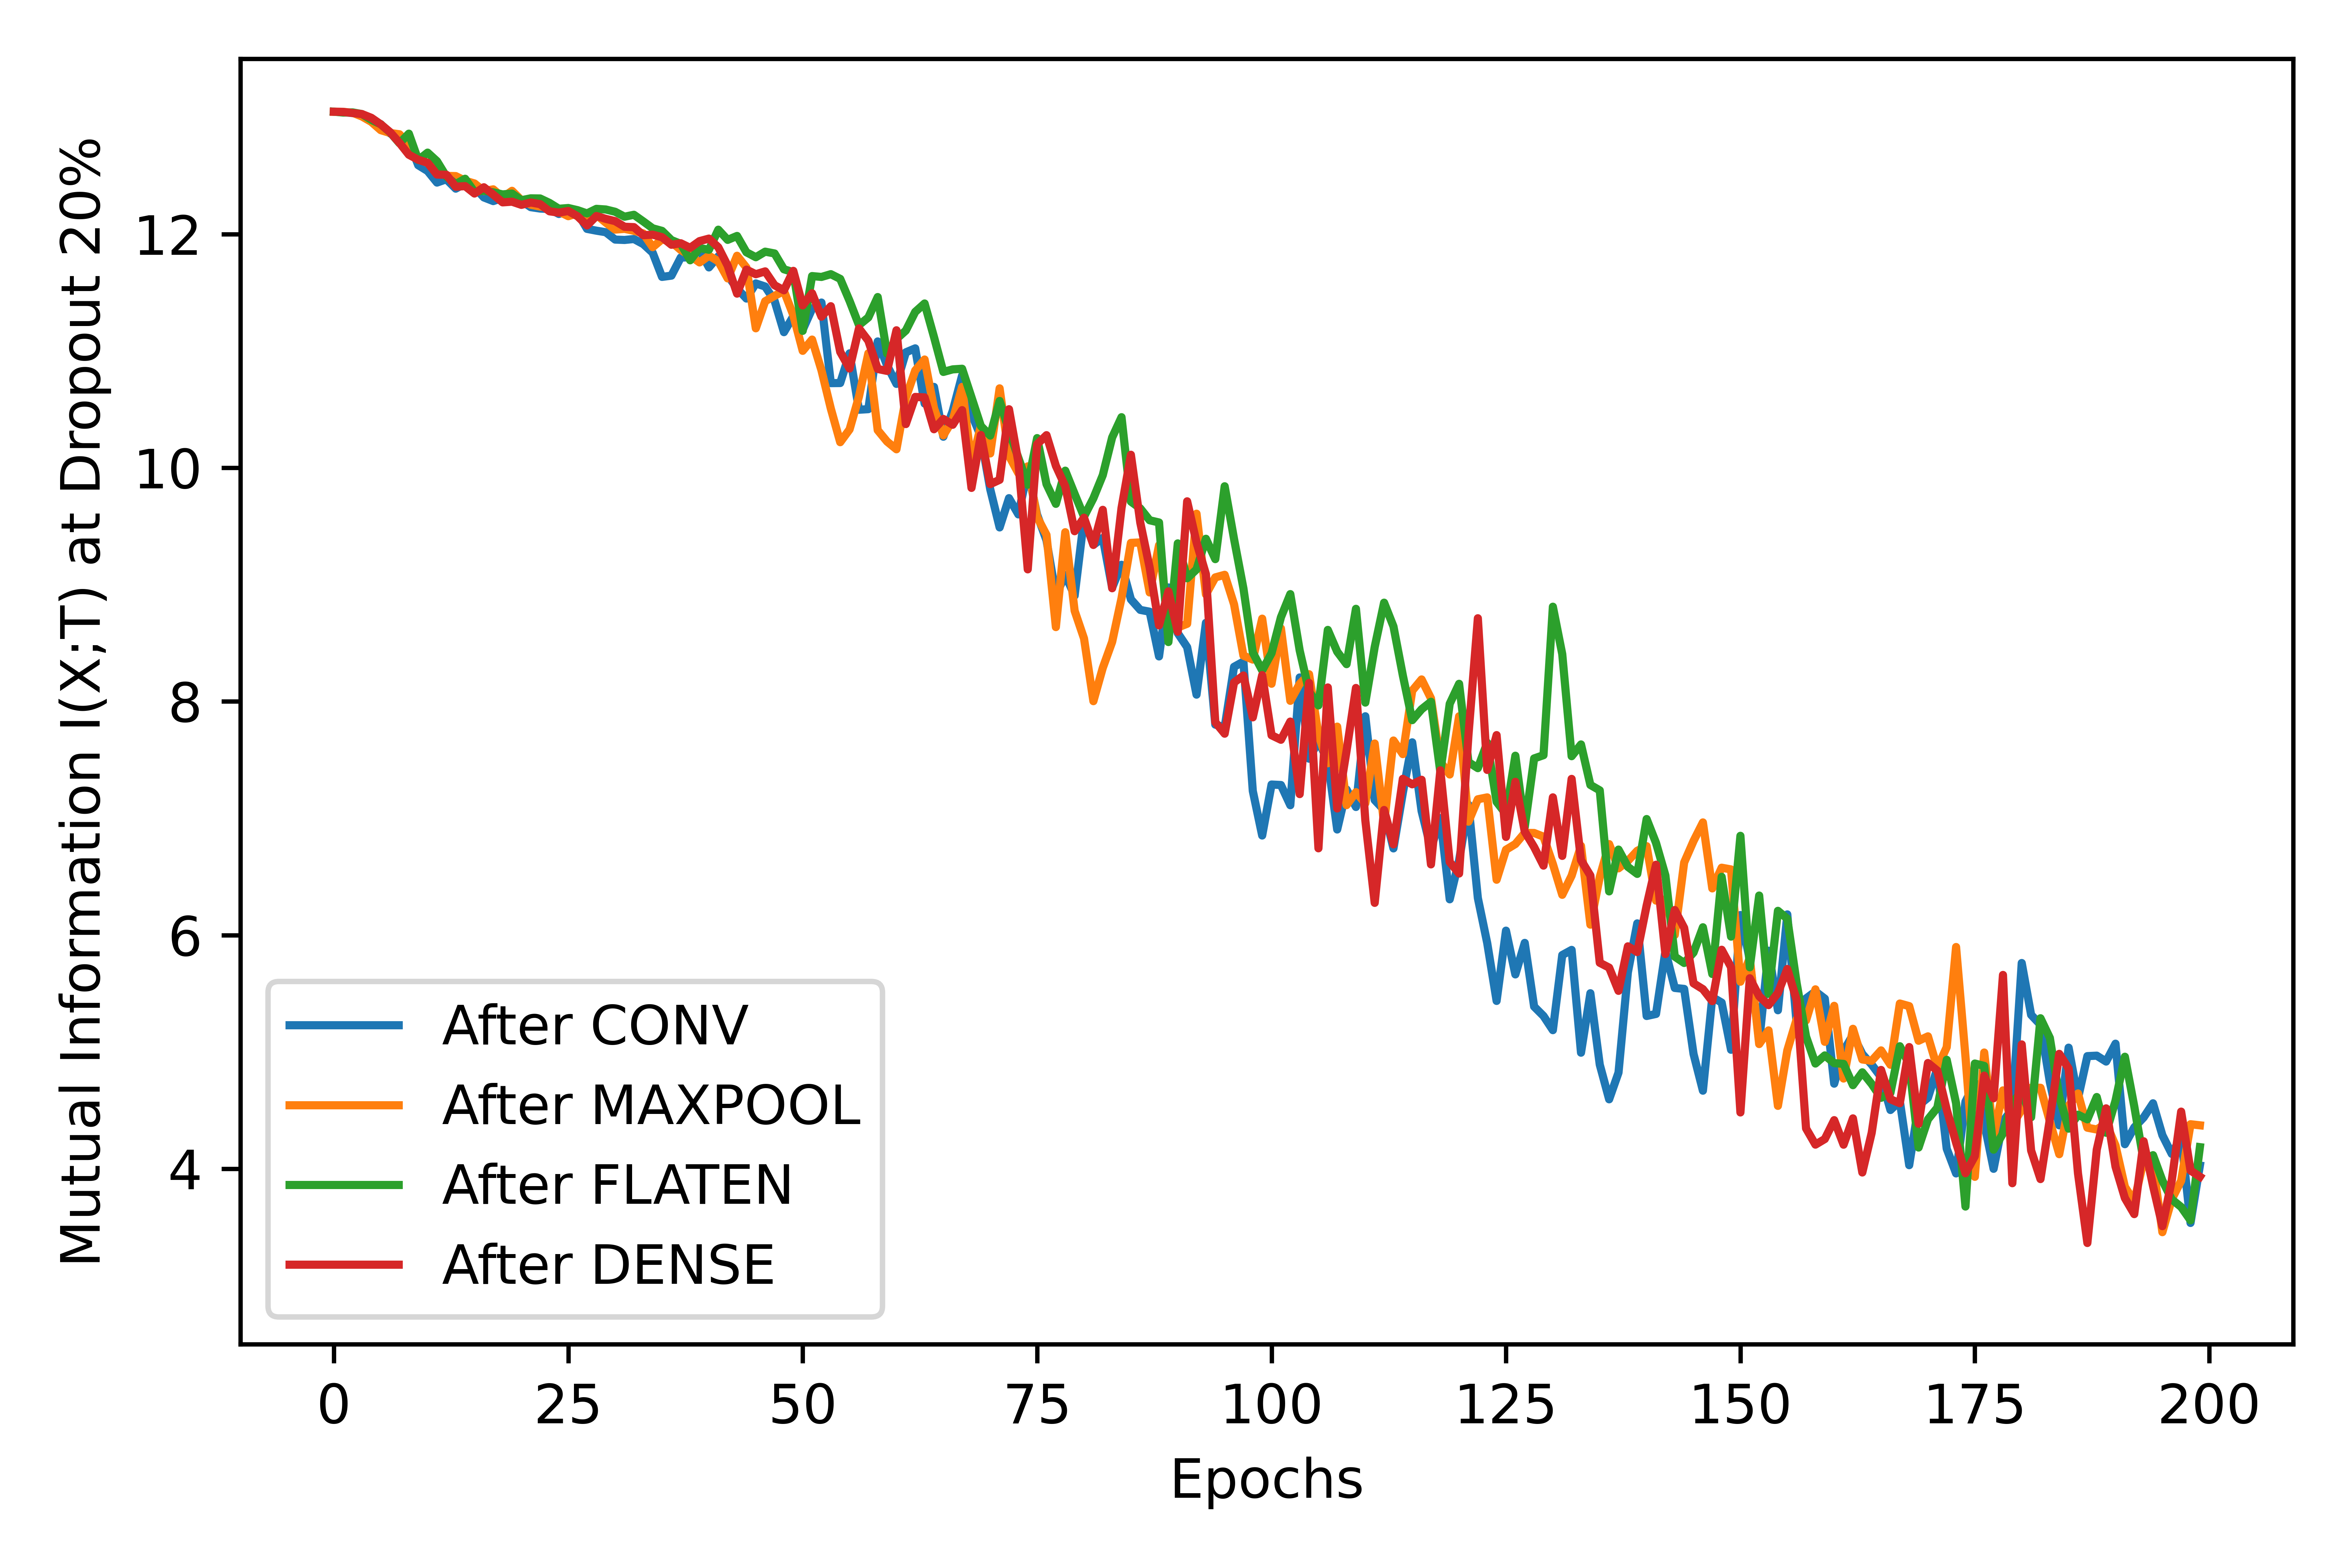 Mutual Information I(X;T) at Dropout 20%
12
10
8
6
4
After CONV
After MAXPOOL
After FLATEN
After DENSE
0 25 50 75 100 125 150 175 200
Epochs